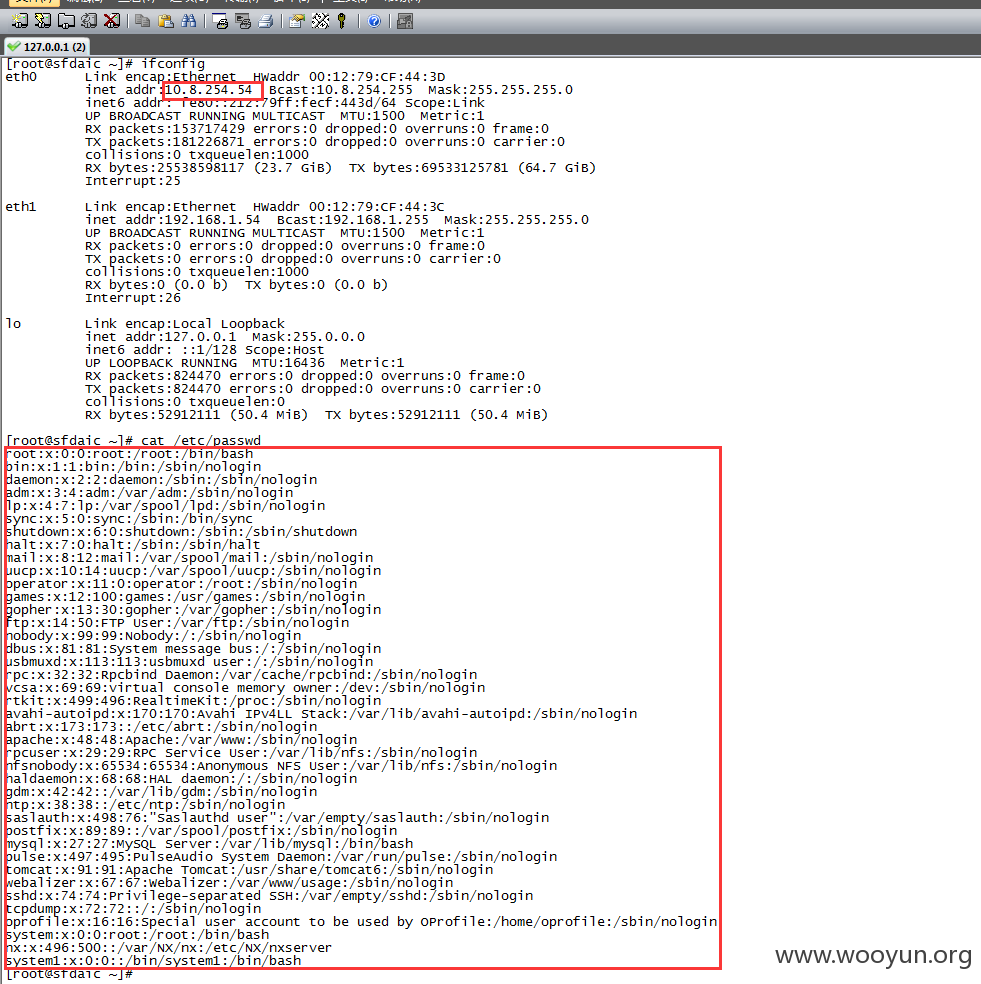 127.0.0.1 (2)
[root@sfdaic ~]# ifconfig
eth0 Link encap:Ethernet HWaddr 00:12:79:CF:44:3D
inet addr:10.8.254.54 Bcast:10.8.254.255 Mask:255.255.255.0
inet6 addr: fe80::212:79ff:fecf:443d/64 Scope:Link
UP BROADCAST RUNNING MULTICAST MTU:1500 Metric:1
RX packets:153717429 errors:0 dropped:0 overruns:0 frame:0
TX packets:181226871 errors:0 dropped:0 overruns:0 carrier:0
collisions:0 txqueuelen:1000
RX bytes:25538598117 (23.7 GiB) TX bytes:69533125781 (64.7 GiB)
Interrupt:25
eth1 Link encap:Ethernet HWaddr 00:12:79:CF:44:3C
inet addr:192.168.1.54 Bcast:192.168.1.255 Mask:255.255.255.0
UP BROADCAST RUNNING MULTICAST MTU:1500 Metric:1
RX packets:0 errors:0 dropped:0 overruns:0 frame:0
TX packets:0 errors:0 dropped:0 overruns:0 carrier:0
collisions:0 txqueuelen:1000
RX bytes:0 (0.0 b) TX bytes:0 (0.0 b)
Interrupt:26
lo Link encap:Local Loopback
inet addr:127.0.0.1 Mask:255.0.0.0
inet6 addr: ::1/128 Scope:Host
UP LOOPBACK RUNNING MTU:16436 Metric:1
RX packets:824470 errors:0 dropped:0 overruns:0 frame:0
TX packets:824470 errors:0 dropped:0 overruns:0 carrier:0
collisions:0 txqueuelen:0
RX bytes:52912111 (50.4 MiB) TX bytes:52912111 (50.4 MiB)
[root@sfdaic ~]# cat /etc/passwd
root:x:0:0:root:/root:/bin/bash
bin:x:1:1:bin:/bin:/sbin/nologin
daemon:x:2:2:daemon:/sbin:/sbin/nologin
adm:x:3:4:adm:/var/adm:/sbin/nologin
lp:x:4:7:lp:/var/spool/lpd:/sbin/nologin
sync:x:5:0:sync:/sbin:/bin/sync
shutdown:x:6:0:shutdown:/sbin:/sbin/shutdown
halt:x:7:0:halt:/sbin:/sbin/halt
mail:x:8:12:mail:/var/spool/mail:/sbin/nologin
uucp:x:10:14:uucp:/var/spool/uucp:/sbin/nologin
operator:x:11:0:operator:/root:/sbin/nologin
games:x:12:100:games:/usr/games:/sbin/nologin
gopher:x:13:30:gopher:/var/gopher:/sbin/nologin
ftp:x:14:50:FTP User:/var/ftp:/sbin/nologin
nobody:x:99:99:Nobody:/:/sbin/nologin
dbus:x:81:81:System message bus:/:/sbin/nologin
usbmuxd:x:113:113:usbmuxd user:/:/sbin/nologin
rpc:x:32:32:Rpcbind Daemon:/var/cache/rpcbind:/sbin/nologin
vcsa:x:69:69:virtual console memory owner:/dev:/sbin/nologin
rtkit:x:499:496:RealtimeKit:/proc:/sbin/nologin
avahi-autoipd:x:170:170:Avahi IPv4LL Stack:/var/lib/avahi-autoipd:/sbin/nologin
abrt:x:173:173::/etc/abrt:/sbin/nologin
apache:x:48:48:Apache:/var/www:/sbin/nologin
rpcuser:x:29:29:RPC Service User:/var/lib/nfs:/sbin/nologin
nfsnobody:x:65534:65534:Anonymous NFS User:/var/lib/nfs:/sbin/nologin
haldaemon:x:68:68:HAL daemon:/:/sbin/nologin
gdm:x:42:42::/var/lib/gdm:/sbin/nologin
ntp:x:38:38::/etc/ntp:/sbin/nologin
saslauth:x:498:76:"Saslauthd user":/var/empty/saslauth:/sbin/nologin
postfix:x:89:89::/var/spool/postfix:/sbin/nologin
mysql:x:27:27:MySQL Server:/var/lib/mysql:/bin/bash
pulse:x:497:495:PulseAudio System Daemon:/var/run/pulse:/sbin/nologin
tomcat:x:91:91:Apache Tomcat:/usr/share/tomcat6:/sbin/nologin
webalizer:x:67:67:Webalizer:/var/www/usage:/sbin/nologin
sshd:x:74:74:Privilege-separated SSH:/var/empty/sshd:/sbin/nologin
tcpdump:x:72:72::/:/sbin/nologin
oprofile:x:16:16:Special user account to be used by OProfile:/home/oprofile:/sbin/nologin
system:x:0:0:root:/root:/bin/bash
nx:x:496:500::/var/NX/nx:/etc/NX/nxserver
system1:x:0:0::/bin/system1:/bin/bash
[root@sfdaic ~]#
www.wooyun.org